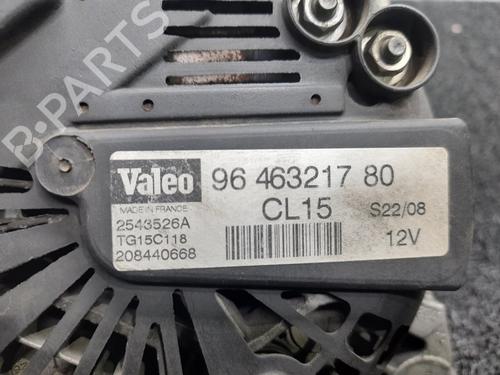 B-PARTS
Valeo 96 463217 80
MADE IN FRANCE CL15 S22/08
2543526A
TG15C118 12V
208440668